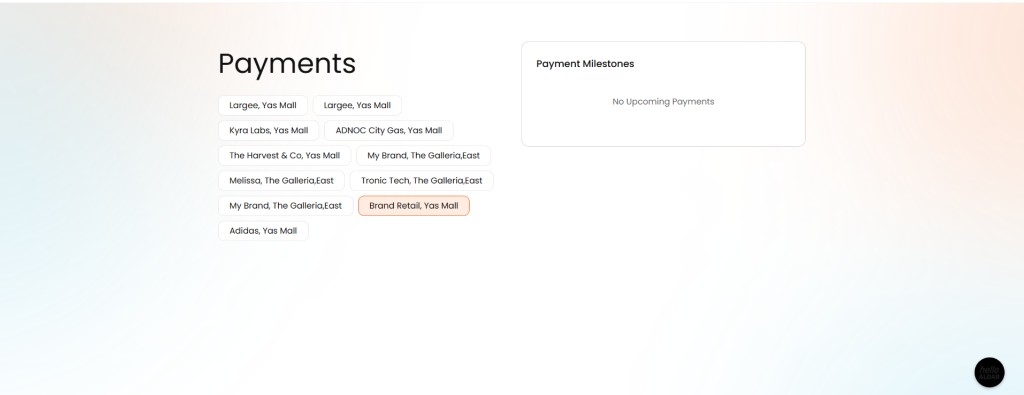 Payments
Largee, Yas Mall
Largee, Yas Mall
Kyra Labs, Yas Mall
ADNOC City Gas, Yas Mall
The Harvest & Co, Yas Mall
My Brand, The Galleria,East
Melissa, The Galleria,East
Tronic Tech, The Galleria,East
My Brand, The Galleria,East
Brand Retail, Yas Mall
Adidas, Yas Mall
Payment Milestones
No Upcoming Payments